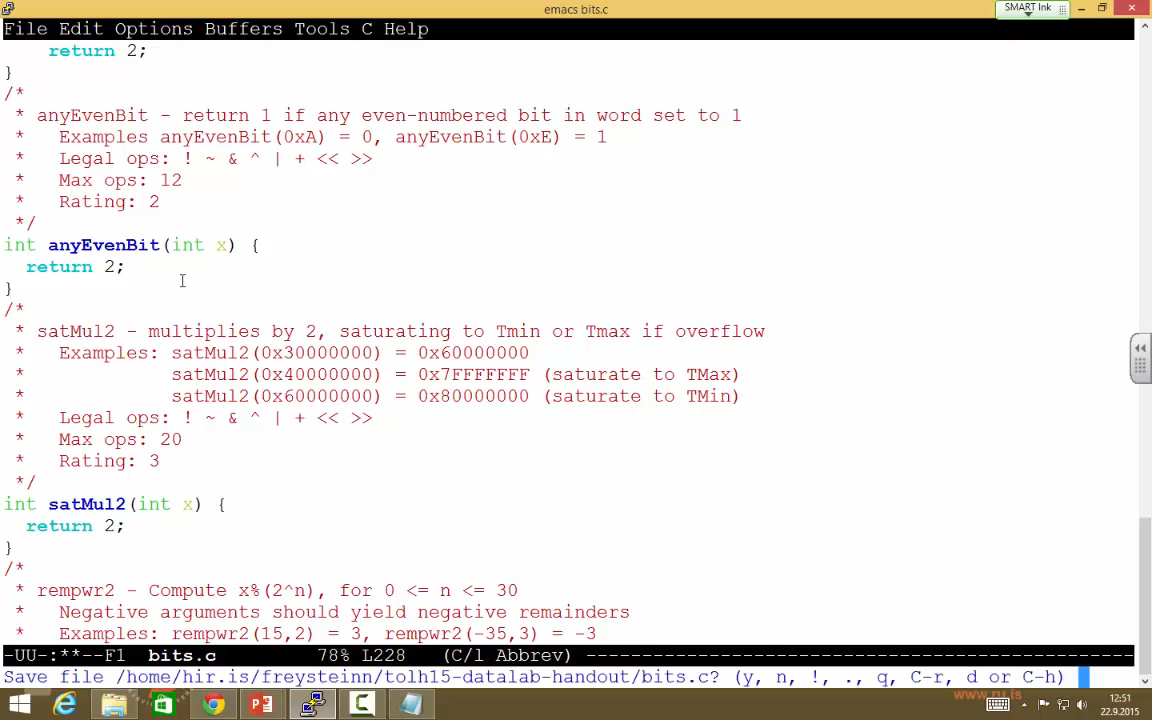 emacs bits.c
SMART Ink
File Edit Options Buffers Tools C Help
return 2;
}
/*
* anyEvenBit - return 1 if any even-numbered bit in word set to 1
*   Examples anyEvenBit(0xA) = 0, anyEvenBit(0xE) = 1
*   Legal ops: ! ~ & ^ | + << >>
*   Max ops: 12
*   Rating: 2
*/
int anyEvenBit(int x) {
return 2;
}
/*
* satMul2 - multiplies by 2, saturating to Tmin or Tmax if overflow
*   Examples: satMul2(0x30000000) = 0x60000000
*             satMul2(0x40000000) = 0x7FFFFFFF (saturate to TMax)
*             satMul2(0x60000000) = 0x80000000 (saturate to TMin)
*   Legal ops: ! ~ & ^ | + << >>
*   Max ops: 20
*   Rating: 3
*/
int satMul2(int x) {
return 2;
}
/*
* rempwr2 - Compute x%(2^n), for 0 <= n <= 30
*   Negative arguments should yield negative remainders
*   Examples: rempwr2(15,2) = 3, rempwr2(-35,3) = -3
-UU-:**--F1  bits.c         78% L228   (C/l Abbrev) --------------------------------------------------
Save file /home/hir.is/freysteinn/tolh15-datalab-handout/bits.c? (y, n, !, ., q, C-r, d or C-h)
12:51
22.9.2015